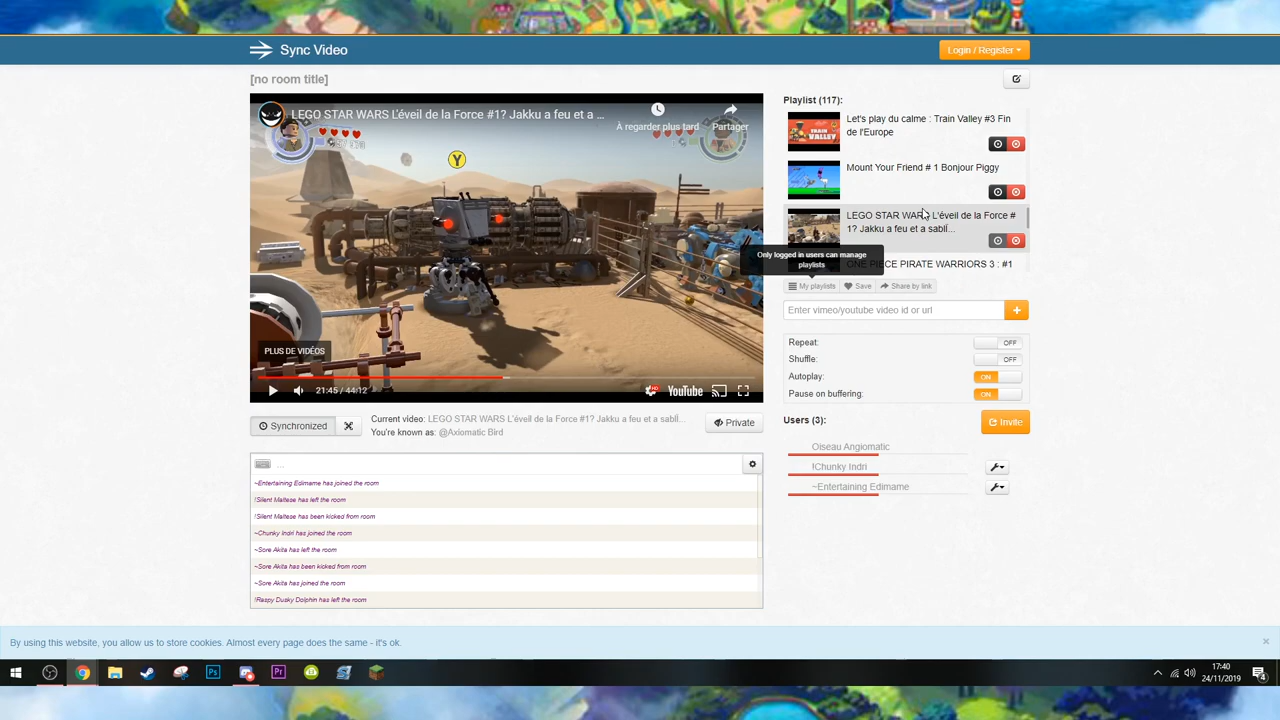 Sync Video
Login / Register
[no room title]
LEGO STAR WARS L'éveil de la Force #1? Jakku a feu et a ...
À regarder plus tard
Partager
Y
PLUS DE VIDÉOS
21:45 / 44:12
HD
YouTube
Synchronized
Current video: LEGO STAR WARS L'éveil de la Force #1? Jakku a feu et a sablí...
You're known as: @Axiomatic Bird
Private
...
~Entertaining Edimame has joined the room
!Silent Maltese has left the room
!Silent Maltese has been kicked from room
~Chunky Indri has joined the room
~Sore Akita has left the room
~Sore Akita has been kicked from room
~Sore Akita has joined the room
!Raspy Dusky Dolphin has left the room
Playlist (117):
TRAIN VALLEY
Let's play du calme : Train Valley #3 Fin
de l'Europe
Mount Your Friend # 1 Bonjour Piggy
LEGO STAR WARS L'éveil de la Force #
1? Jakku a feu et a sablí...
ONE PIECE PIRATE WARRIORS 3 : #1
Only logged in users can manage
playlists
My playlists
Save
Share by link
Enter vimeo/youtube video id or url
+
Repeat:
OFF
Shuffle:
OFF
Autoplay:
ON
Pause on buffering:
ON
Users (3):
Invite
Oiseau Angiomatic
!Chunky Indri
~Entertaining Edimame
By using this website, you allow us to store cookies. Almost every page does the same - it's ok.
×
Ps
Pr
17:40
24/11/2019
4